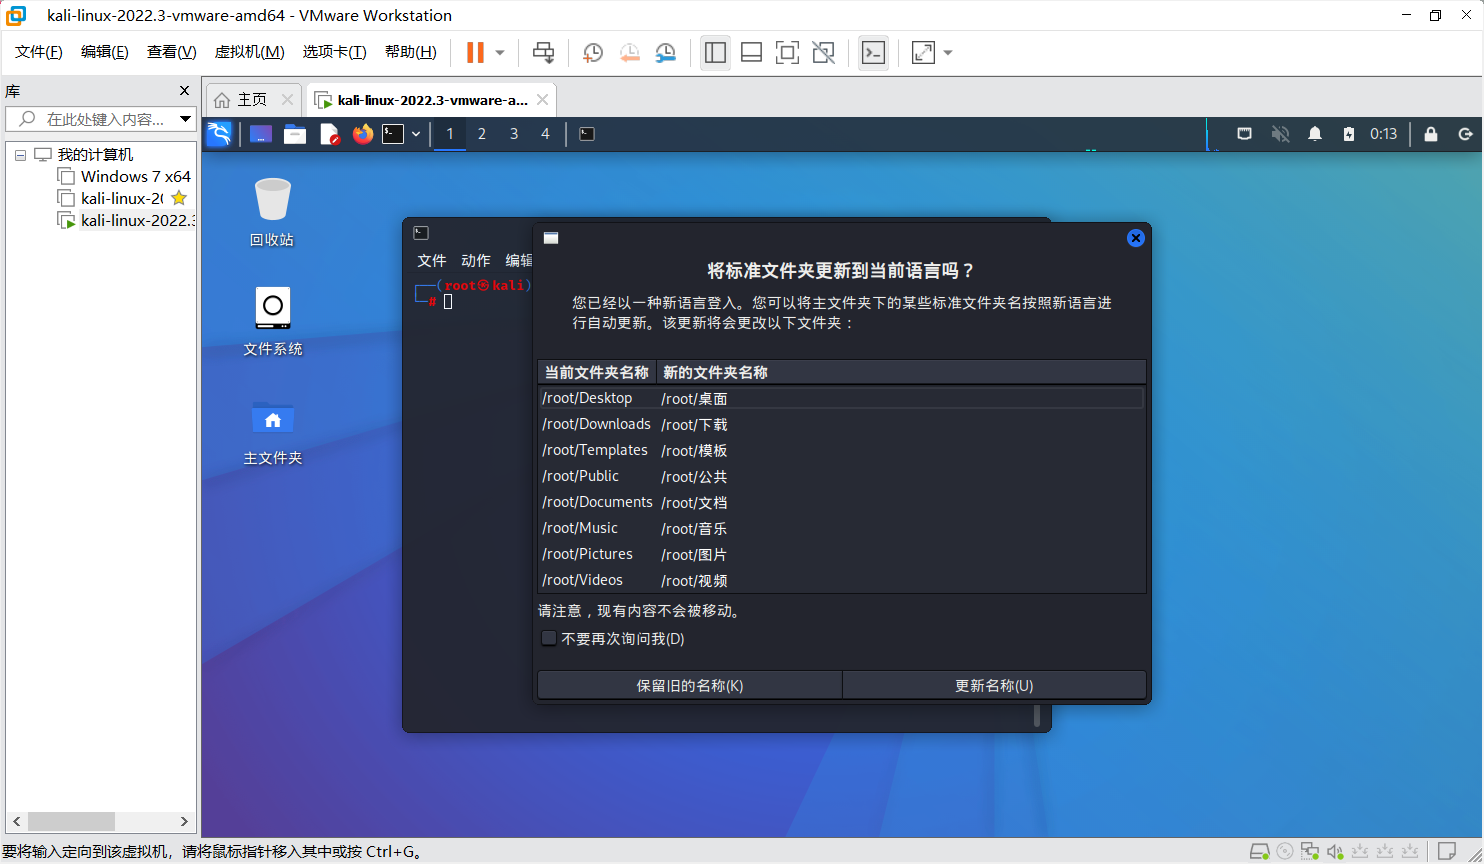 kali-linux-2022.3-vmware-amd64 - VMware Workstation
文件(F) 编辑(E) 查看(V) 虚拟机(M) 选项卡(T) 帮助(H)
库
在此处键入内容...
我的计算机
Windows 7 x64
kali-linux-20
kali-linux-2022.3
主页
kali-linux-2022.3-vmware-a...
1 2 3 4
0:13
回收站
文件系统
主文件夹
文件 动作 编辑
(root㉿kali)
#
将标准文件夹更新到当前语言吗？
您已经以一种新语言登入。您可以将主文件夹下的某些标准文件夹名按照新语言进
行自动更新。该更新将会更改以下文件夹：
当前文件夹名称 新的文件夹名称
/root/Desktop /root/桌面
/root/Downloads /root/下载
/root/Templates /root/模板
/root/Public /root/公共
/root/Documents /root/文档
/root/Music /root/音乐
/root/Pictures /root/图片
/root/Videos /root/视频
请注意，现有内容不会被移动。
不要再次询问我(D)
保留旧的名称(K) 更新名称(U)
要将输入定向到该虚拟机，请将鼠标指针移入其中或按 Ctrl+G。